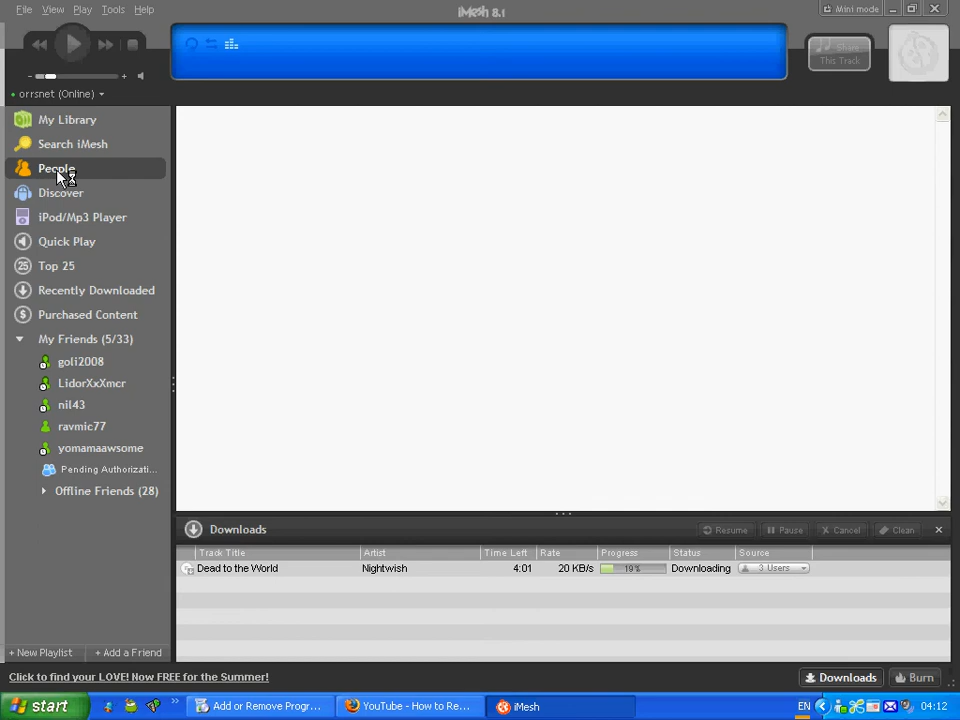 File View Play Tools Help
iMesh 8.1
Mini mode
Share
This Track
orrsnet (Online)
My Library
Search iMesh
People
Discover
iPod/Mp3 Player
Quick Play
25 Top 25
Recently Downloaded
$ Purchased Content
My Friends (5/33)
goli2008
LidorXxXmcr
nil43
ravmic77
yomamaawsome
Pending Authorizati...
Offline Friends (28)
+ New Playlist + Add a Friend
Downloads
Resume Pause Cancel Clean
Track Title Artist Time Left Rate Progress Status Source
Dead to the World Nightwish 4:01 20 KB/s 19% Downloading 3 Users
Click to find your LOVE! Now FREE for the Summer!
Downloads Burn
start Add or Remove Progr... YouTube - How to Re... iMesh EN 04:12